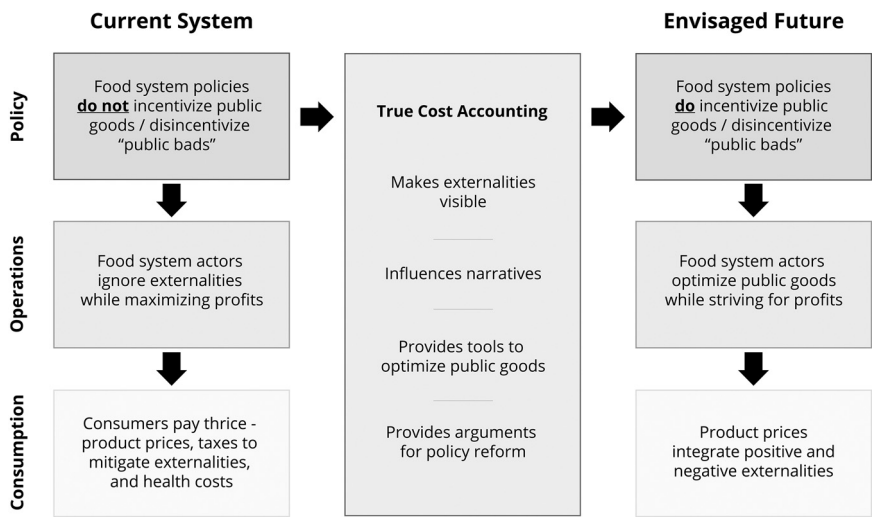 Current System
Envisaged Future
Policy
Food system policies
do not incentivize public
goods / disincentivize
“public bads”
True Cost Accounting
Food system policies
do incentivize public
goods / disincentivize
“public bads”
Makes externalities
visible
Operations
Food system actors
ignore externalities
while maximizing profits
Influences narratives
Food system actors
optimize public goods
while striving for profits
Provides tools to
optimize public goods
Consumption
Consumers pay thrice -
product prices, taxes to
mitigate externalities,
and health costs
Provides arguments
for policy reform
Product prices
integrate positive and
negative externalities